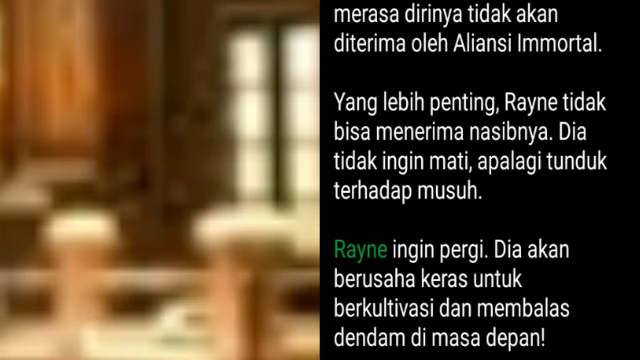 merasa dirinya tidak akan
diterima oleh Aliansi Immortal.
Yang lebih penting, Rayne tidak
bisa menerima nasibnya. Dia
tidak ingin mati, apalagi tunduk
terhadap musuh.
Rayne ingin pergi. Dia akan
berusaha keras untuk
berkultivasi dan membalas
dendam di masa depan!